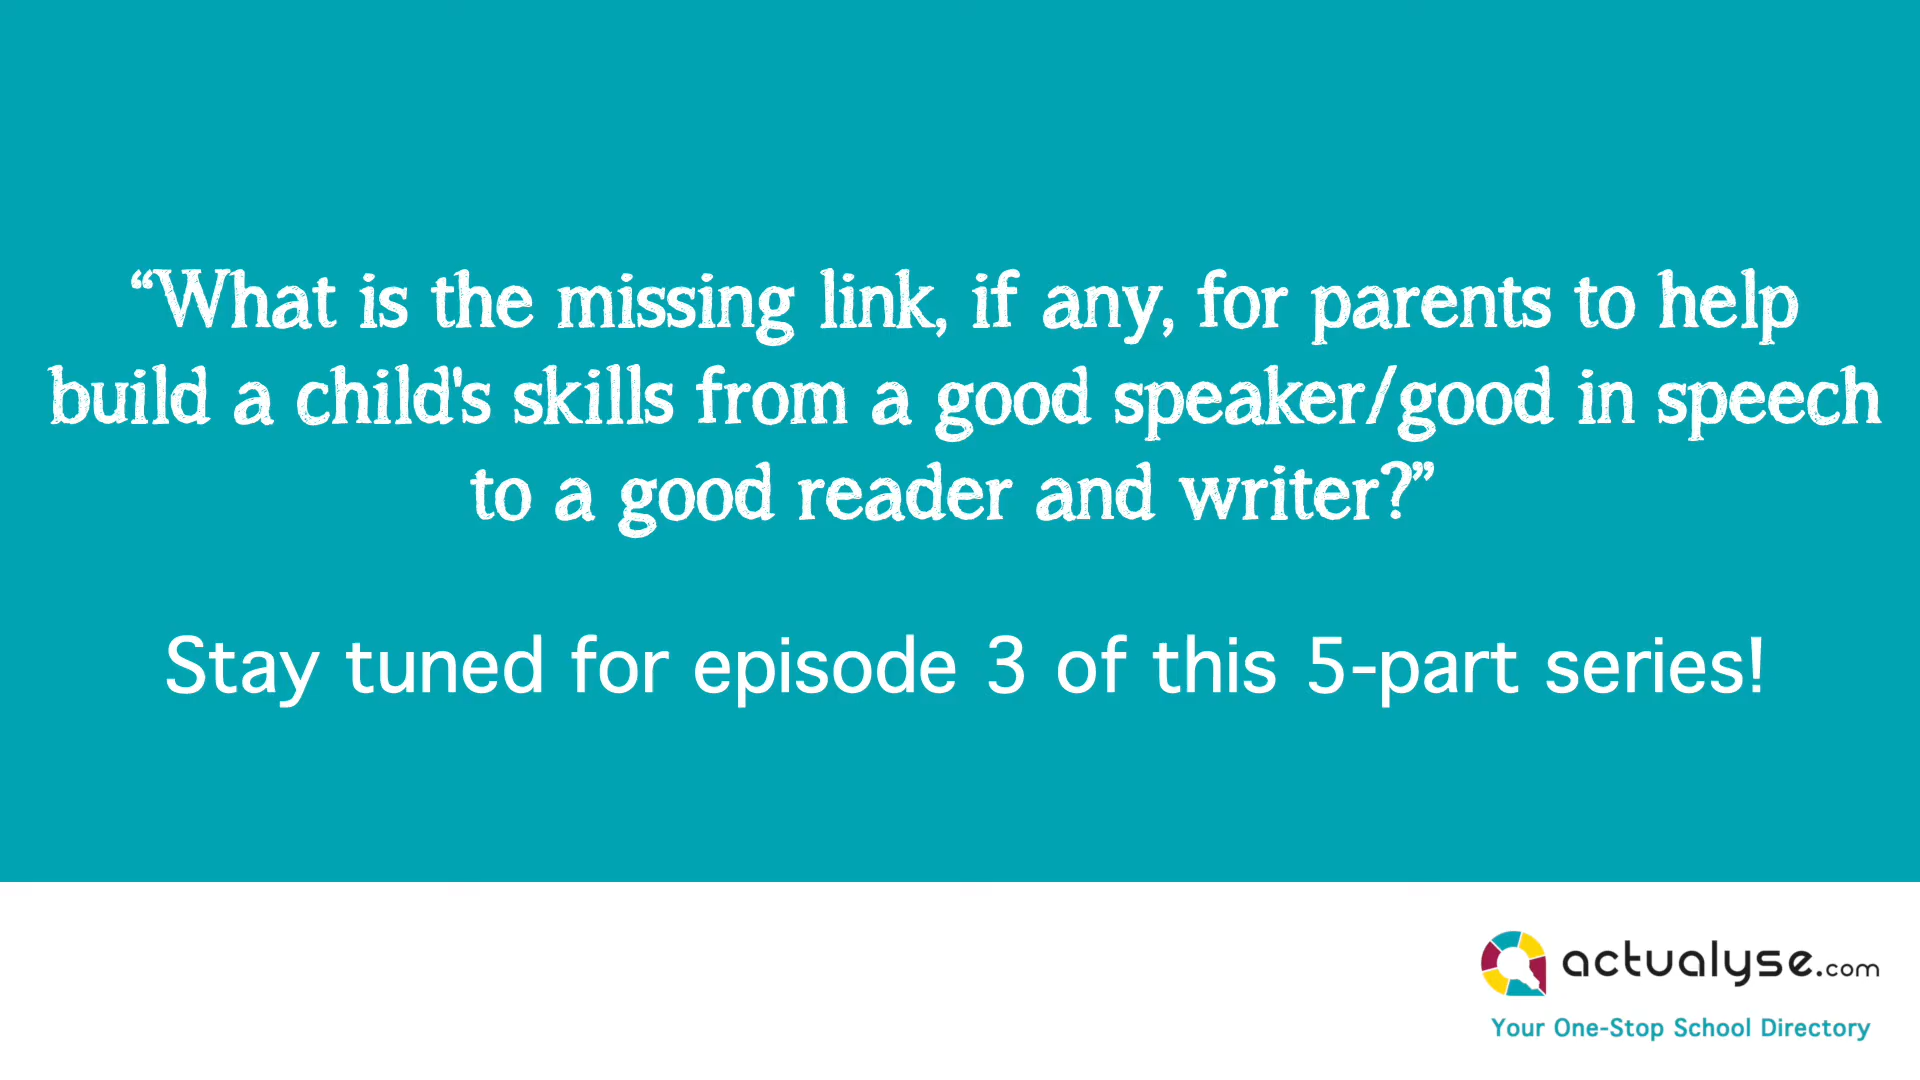 “What is the missing link, if any, for parents to help
build a child's skills from a good speaker/good in speech
to a good reader and writer?”
Stay tuned for episode 3 of this 5-part series!
actualyse.com
Your One-Stop School Directory